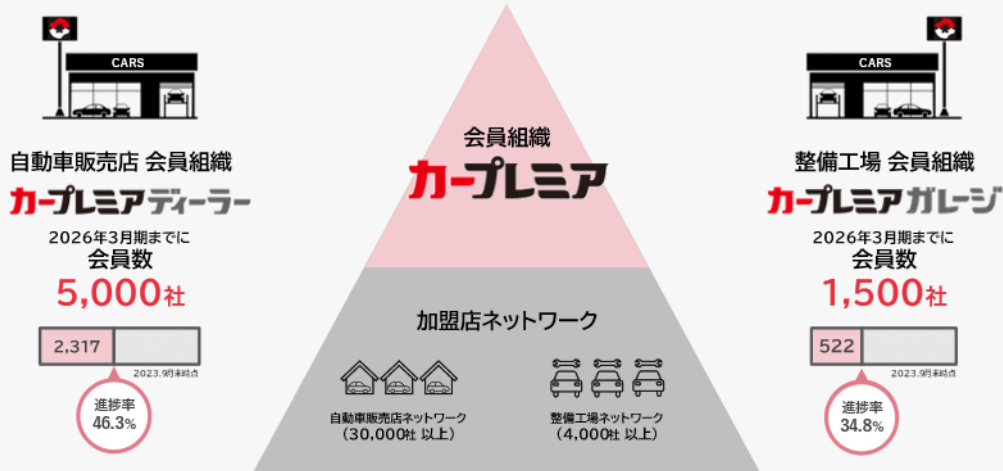 CARS
自動車販売店 会員組織
カープレミアディーラー
2026年3月期までに
会員数
5,000社
2,317
2023.9月末時点
進捗率
46.3%
会員組織
カープレミア
加盟店ネットワーク
自動車販売店ネットワーク
(30,000社 以上)
整備工場ネットワーク
(4,000社 以上)
CARS
整備工場 会員組織
カープレミアガレージ
2026年3月期までに
会員数
1,500社
522
2023.9月末時点
進捗率
34.8%